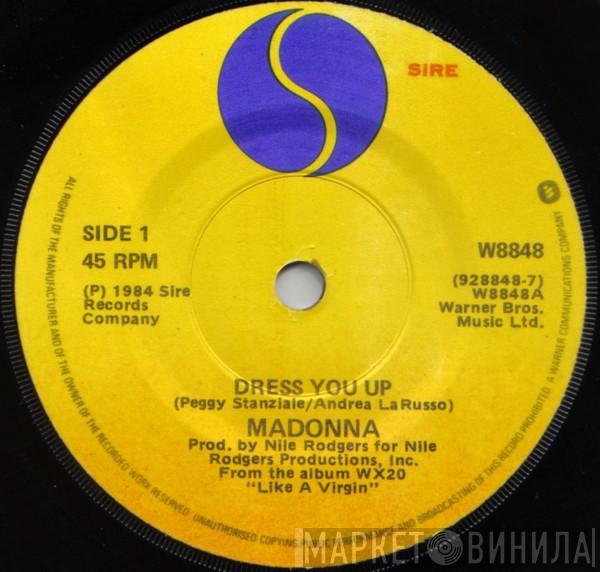 SIRE
SIDE 1
45 RPM
(P) 1984 Sire
Records
Company
W8848
(928848-7)
W8848A
Warner Bros.
Music Ltd.
DRESS YOU UP
(Peggy Stanziale/Andrea LaRusso)
MADONNA
Prod. by Nile Rodgers for Nile
Rodgers Productions, Inc.
From the album WX20
"Like A Virgin"
ALL RIGHTS OF THE MANUFACTURER AND OF THE OWNER OF THE RECORDED WORK RESERVED. UNAUTHORISED COPYING PUBLIC PERFORMANCE AND BROADCASTING OF THIS RECORD PROHIBITED
A WARNER COMMUNICATIONS COMPANY
МАРКЕТ ВИНИЛА